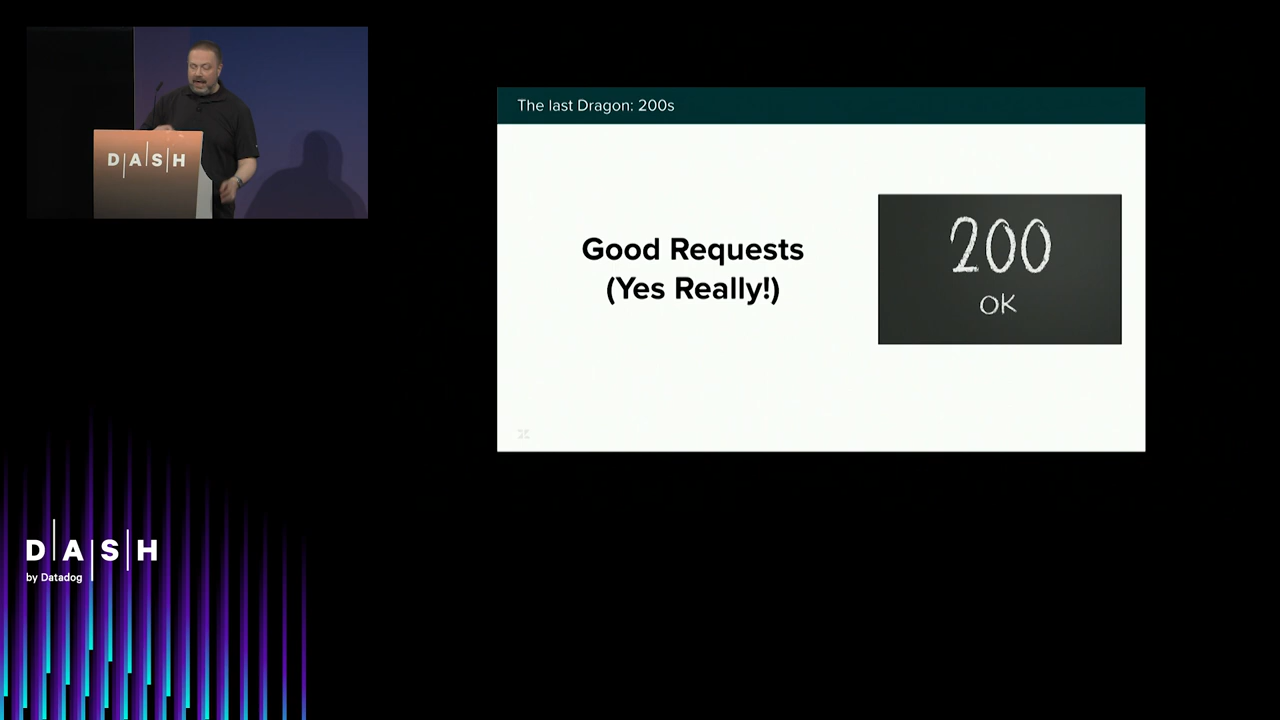 DASH
The last Dragon: 200s
Good Requests
(Yes Really!)
200
OK
DASH
by Datadog